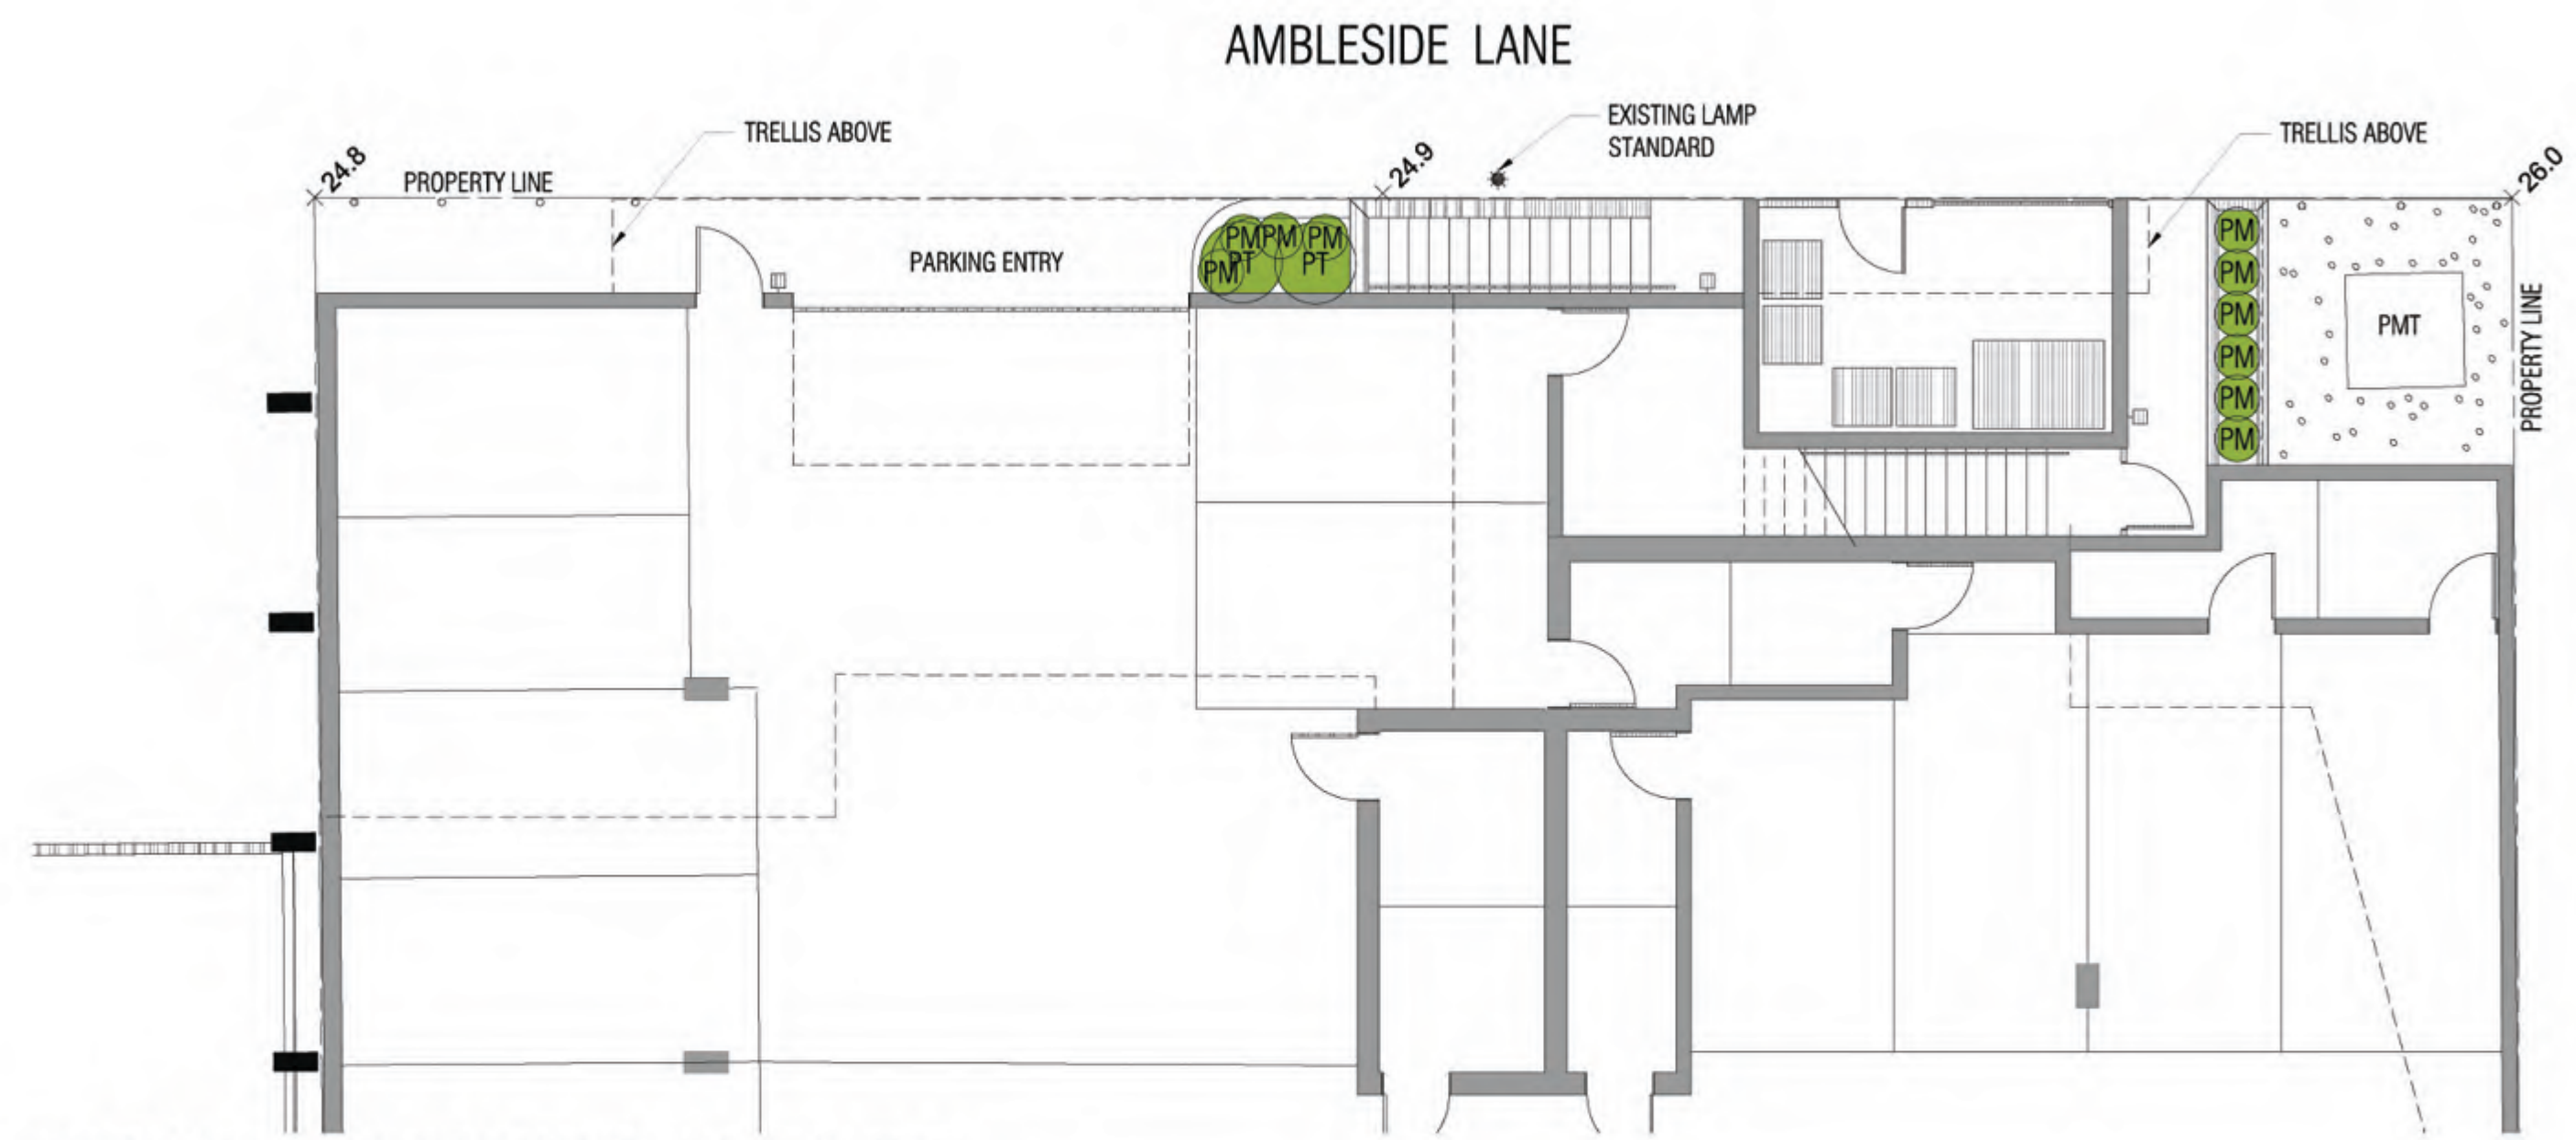 AMBLESIDE LANE
EXISTING LAMP
STANDARD
TRELLIS ABOVE
TRELLIS ABOVE
24.8
PROPERTY LINE
24.9
26.0
PARKING ENTRY
PM
PM
PM
PM
PT
PT
PM
PM
PM
PM
PM
PM
PMT
PROPERTY LINE